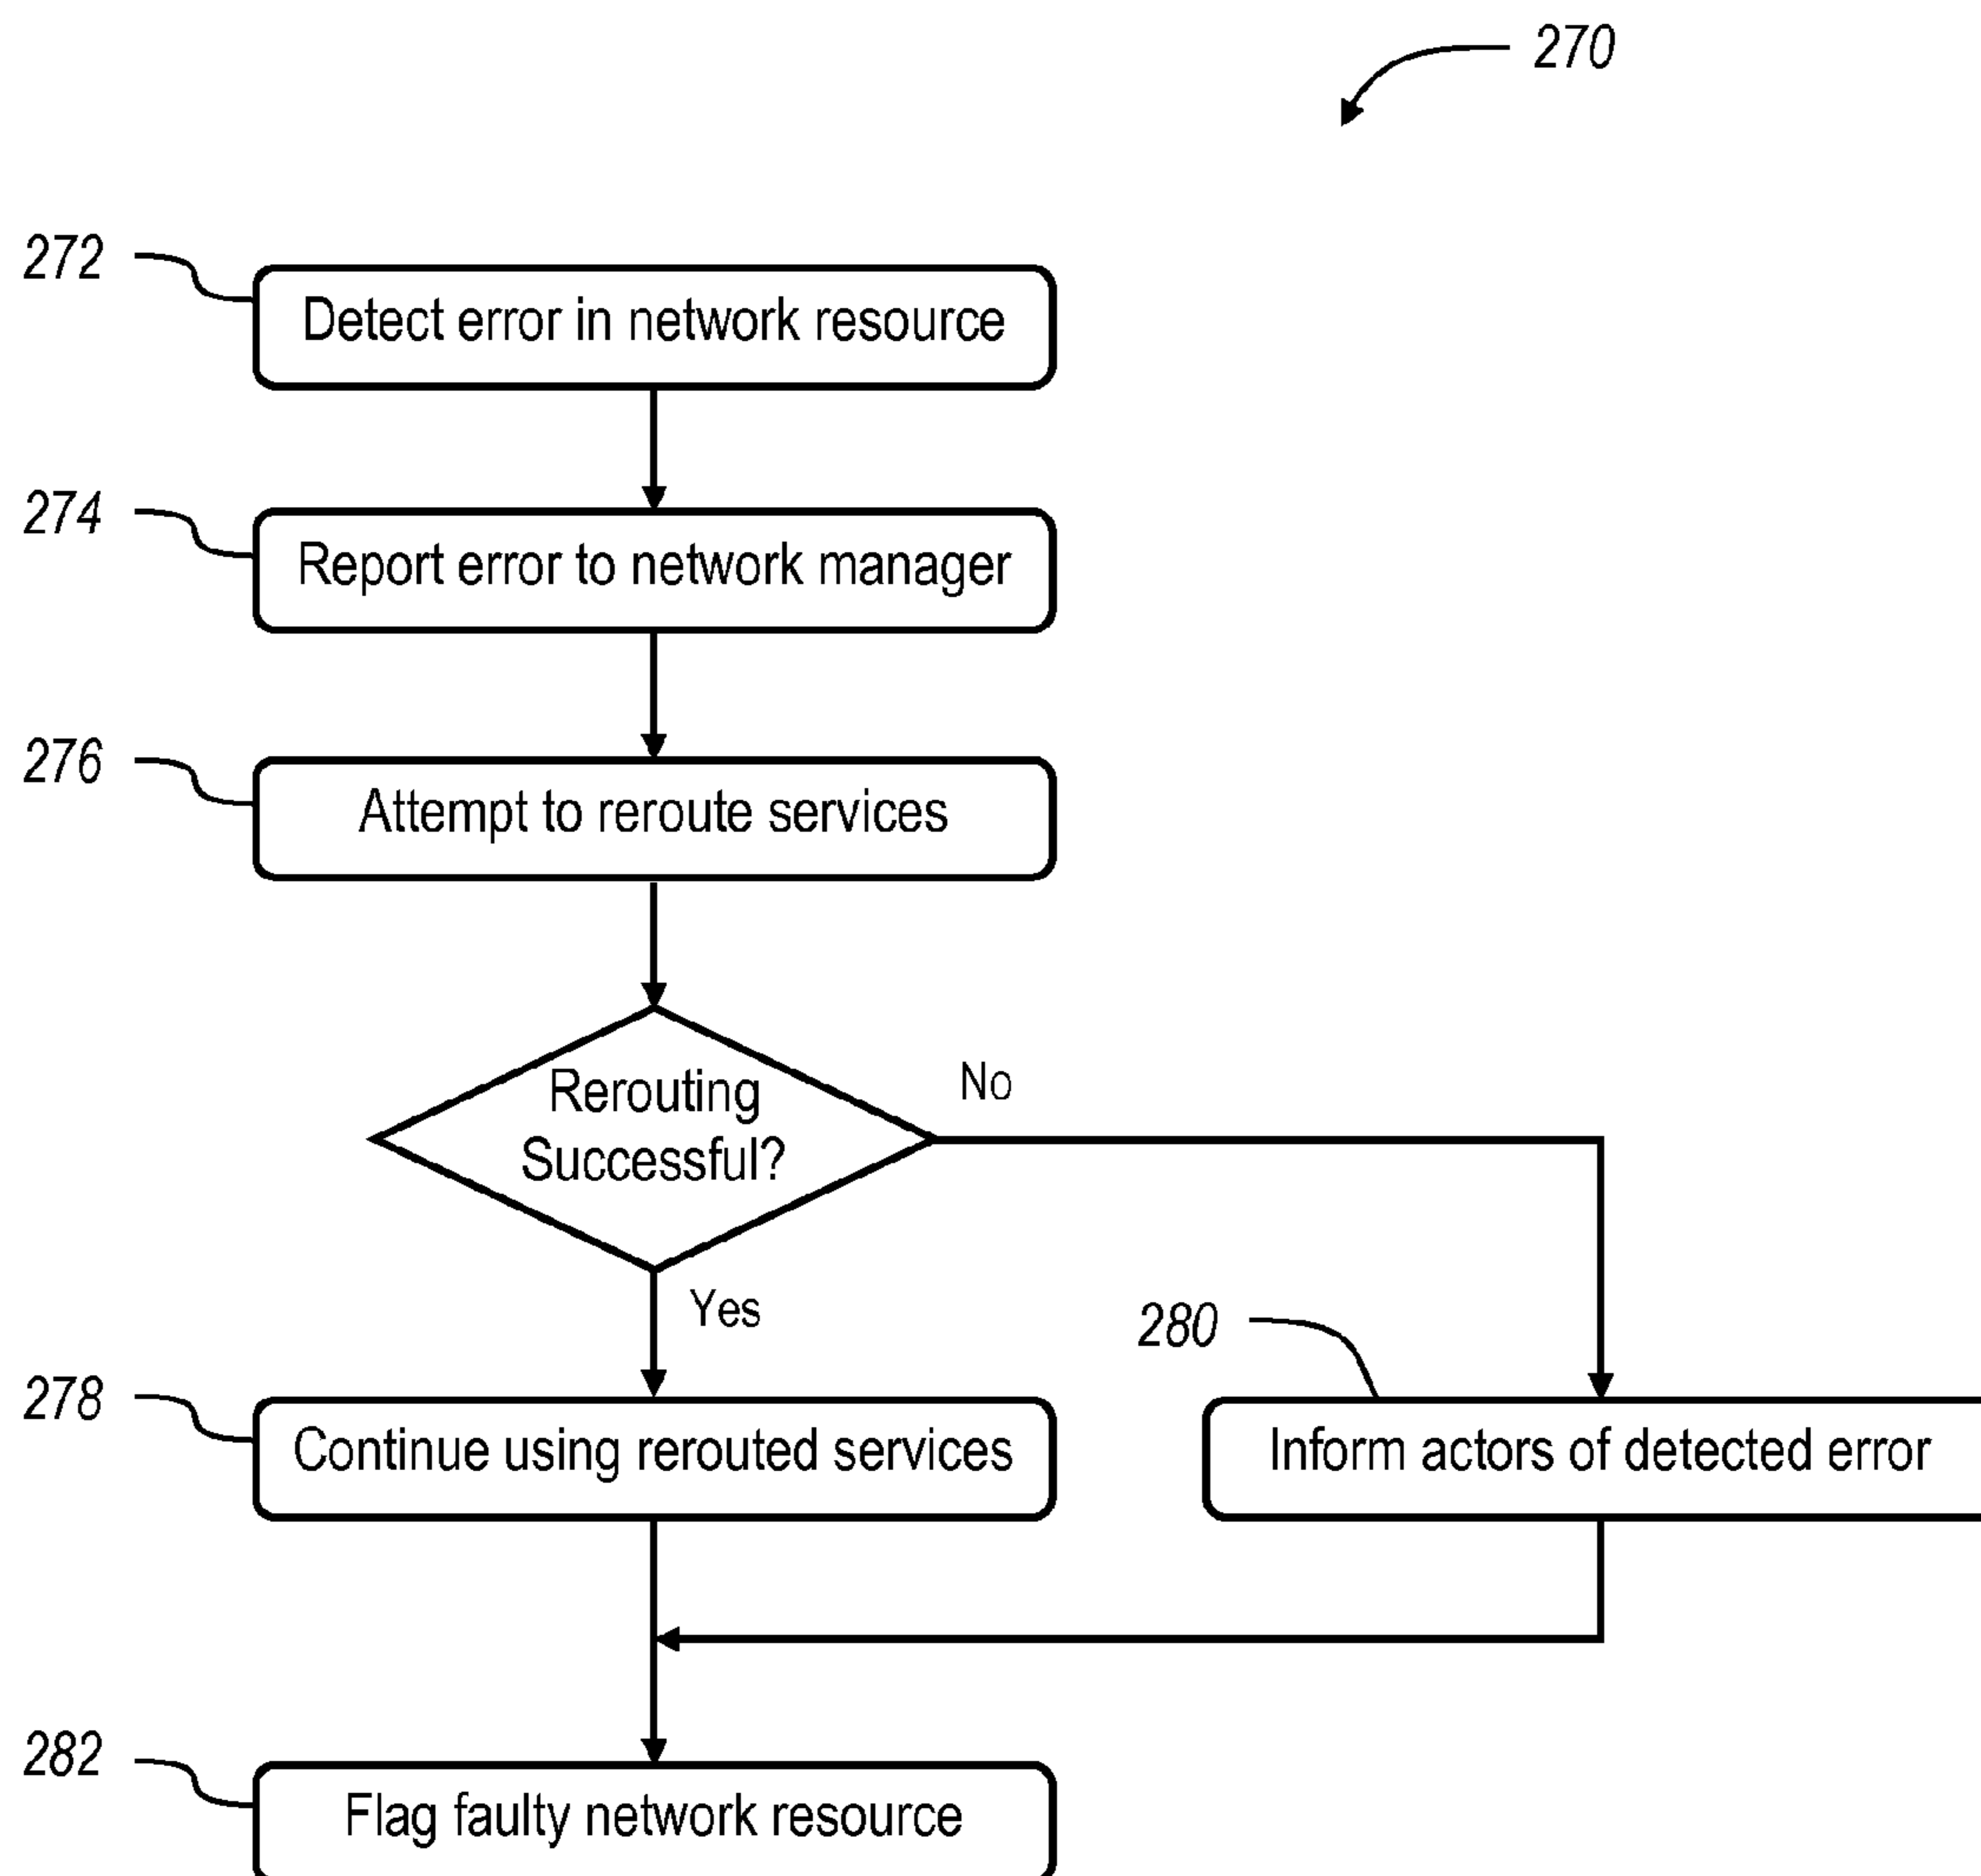 270
272
Detect error in network resource
274
Report error to network manager
276
Attempt to reroute services
Rerouting
Successful?
No
Yes
278
Continue using rerouted services
280
Inform actors of detected error
282
Flag faulty network resource